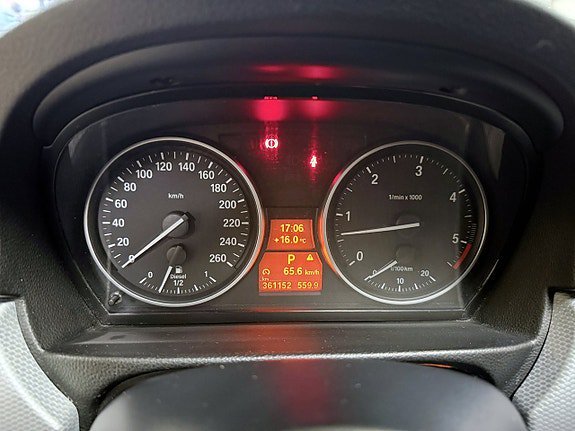 0 20 40 60 80 100 120 140 160 180 200 220 240 260
km/h
0 1/2 1
Diesel
0 1 2 3 4 5
1/min x 1000
0 10 20
l/100km
17:06
+16.0 °C
P
65.6 km/h
km
361152 559.9